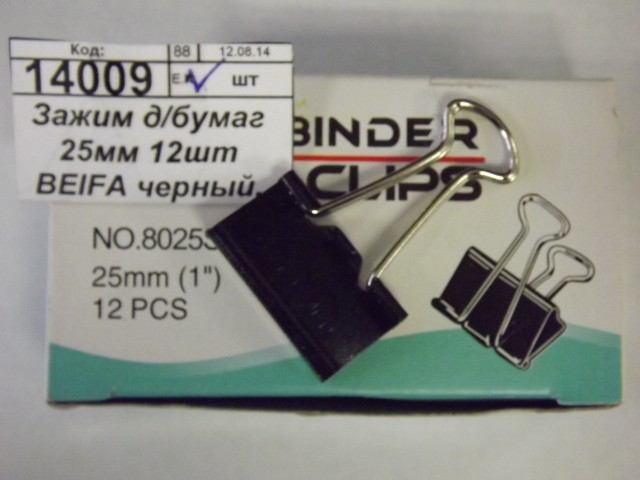 Код: 88 12.08.14
14009 шт
Зажим д/бумаг
25мм 12шт
BEIFA черный.
BINDER
CLIPS
NO.8025
25mm (1")
12 PCS